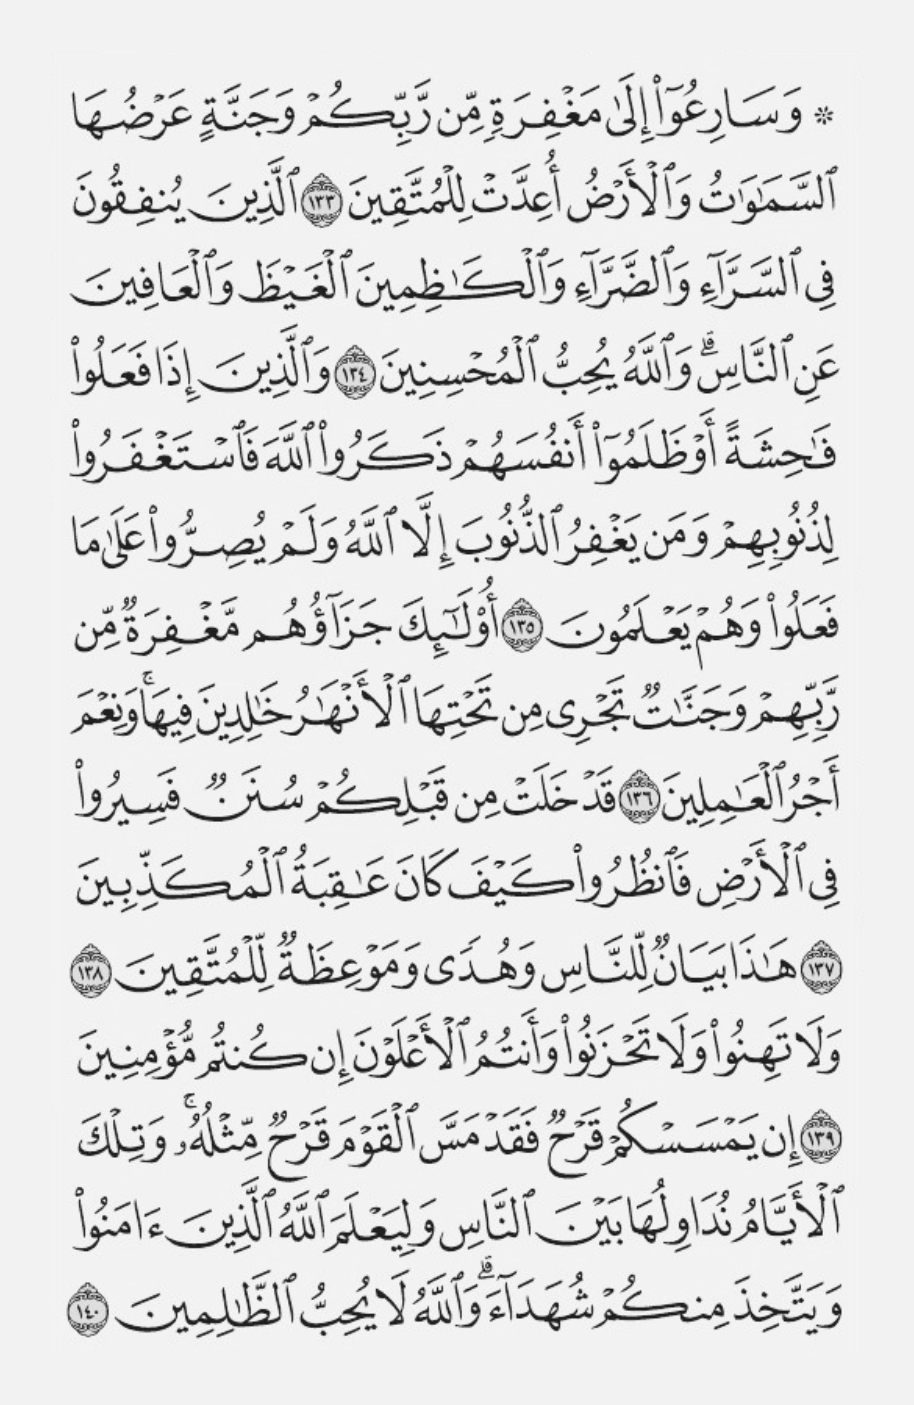 ۞ وَسَارِعُوٓا۟ إِلَىٰ مَغْفِرَةٍ مِّن رَّبِّكُمْ وَجَنَّةٍ عَرْضُهَا
ٱلسَّمَٰوَٰتُ وَٱلْأَرْضُ أُعِدَّتْ لِلْمُتَّقِينَ ١٣٣ ٱلَّذِينَ يُنفِقُونَ
فِى ٱلسَّرَّآءِ وَٱلضَّرَّآءِ وَٱلْكَٰظِمِينَ ٱلْغَيْظَ وَٱلْعَافِينَ
عَنِ ٱلنَّاسِ ۗ وَٱللَّهُ يُحِبُّ ٱلْمُحْسِنِينَ ١٣٤ وَٱلَّذِينَ إِذَا فَعَلُوا۟
فَٰحِشَةً أَوْ ظَلَمُوٓا۟ أَنفُسَهُمْ ذَكَرُوا۟ ٱللَّهَ فَٱسْتَغْفَرُوا۟
لِذُنُوبِهِمْ وَمَن يَغْفِرُ ٱلذُّنُوبَ إِلَّا ٱللَّهُ وَلَمْ يُصِرُّوا۟ عَلَىٰ مَا
فَعَلُوا۟ وَهُمْ يَعْلَمُونَ ١٣٥ أُو۟لَٰٓئِكَ جَزَآؤُهُم مَّغْفِرَةٌ مِّن
رَّبِّهِمْ وَجَنَّٰتٌ تَجْرِى مِن تَحْتِهَا ٱلْأَنْهَٰرُ خَٰلِدِينَ فِيهَا ۚ وَنِعْمَ
أَجْرُ ٱلْعَٰمِلِينَ ١٣٦ قَدْ خَلَتْ مِن قَبْلِكُمْ سُنَنٌ فَسِيرُوا۟
فِى ٱلْأَرْضِ فَٱنظُرُوا۟ كَيْفَ كَانَ عَٰقِبَةُ ٱلْمُكَذِّبِينَ
١٣٧ هَٰذَا بَيَانٌ لِّلنَّاسِ وَهُدًى وَمَوْعِظَةٌ لِّلْمُتَّقِينَ ١٣٨
وَلَا تَهِنُوا۟ وَلَا تَحْزَنُوا۟ وَأَنتُمُ ٱلْأَعْلَوْنَ إِن كُنتُم مُّؤْمِنِينَ
١٣٩ إِن يَمْسَسْكُمْ قَرْحٌ فَقَدْ مَسَّ ٱلْقَوْمَ قَرْحٌ مِّثْلُهُۥ ۚ وَتِلْكَ
ٱلْأَيَّامُ نُدَاوِلُهَا بَيْنَ ٱلنَّاسِ وَلِيَعْلَمَ ٱللَّهُ ٱلَّذِينَ ءَامَنُوا۟
وَيَتَّخِذَ مِنكُمْ شُهَدَآءَ ۗ وَٱللَّهُ لَا يُحِبُّ ٱلظَّٰلِمِينَ ١٤٠